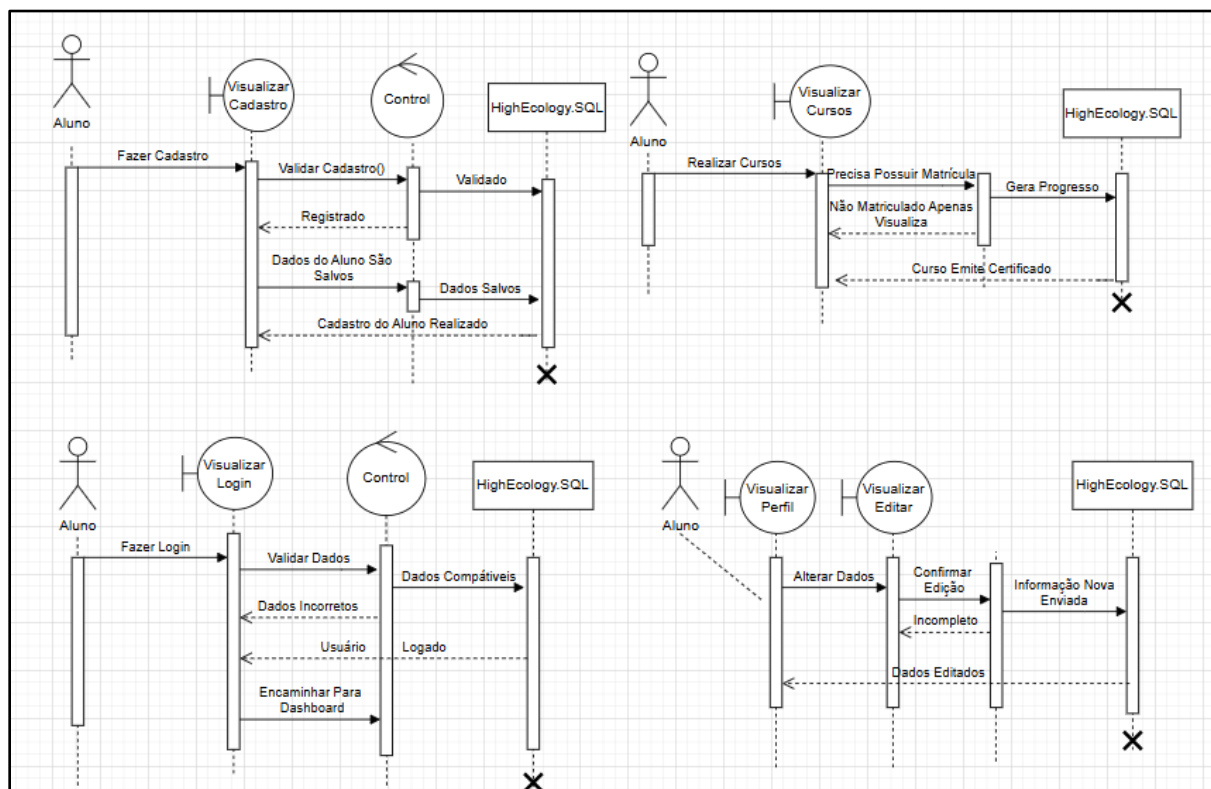 Aluno
Visualizar
Cadastro
Control
HighEcology.SQL
Fazer Cadastro
Validar Cadastro()
Validado
Registrado
Dados do Aluno São
Salvos
Dados Salvos
Cadastro do Aluno Realizado
Aluno
Visualizar
Cursos
HighEcology.SQL
Realizar Cursos
Precisa Possuir Matrícula
Gera Progresso
Não Matriculado Apenas
Visualiza
Curso Emite Certificado
Aluno
Visualizar
Login
Control
HighEcology.SQL
Fazer Login
Validar Dados
Dados Compátiveis
Dados Incorretos
Usuário Logado
Encaminhar Para
Dashboard
Aluno
Visualizar
Perfil
Visualizar
Editar
HighEcology.SQL
Alterar Dados
Confirmar
Edição
Informação Nova
Enviada
Incompleto
Dados Editados